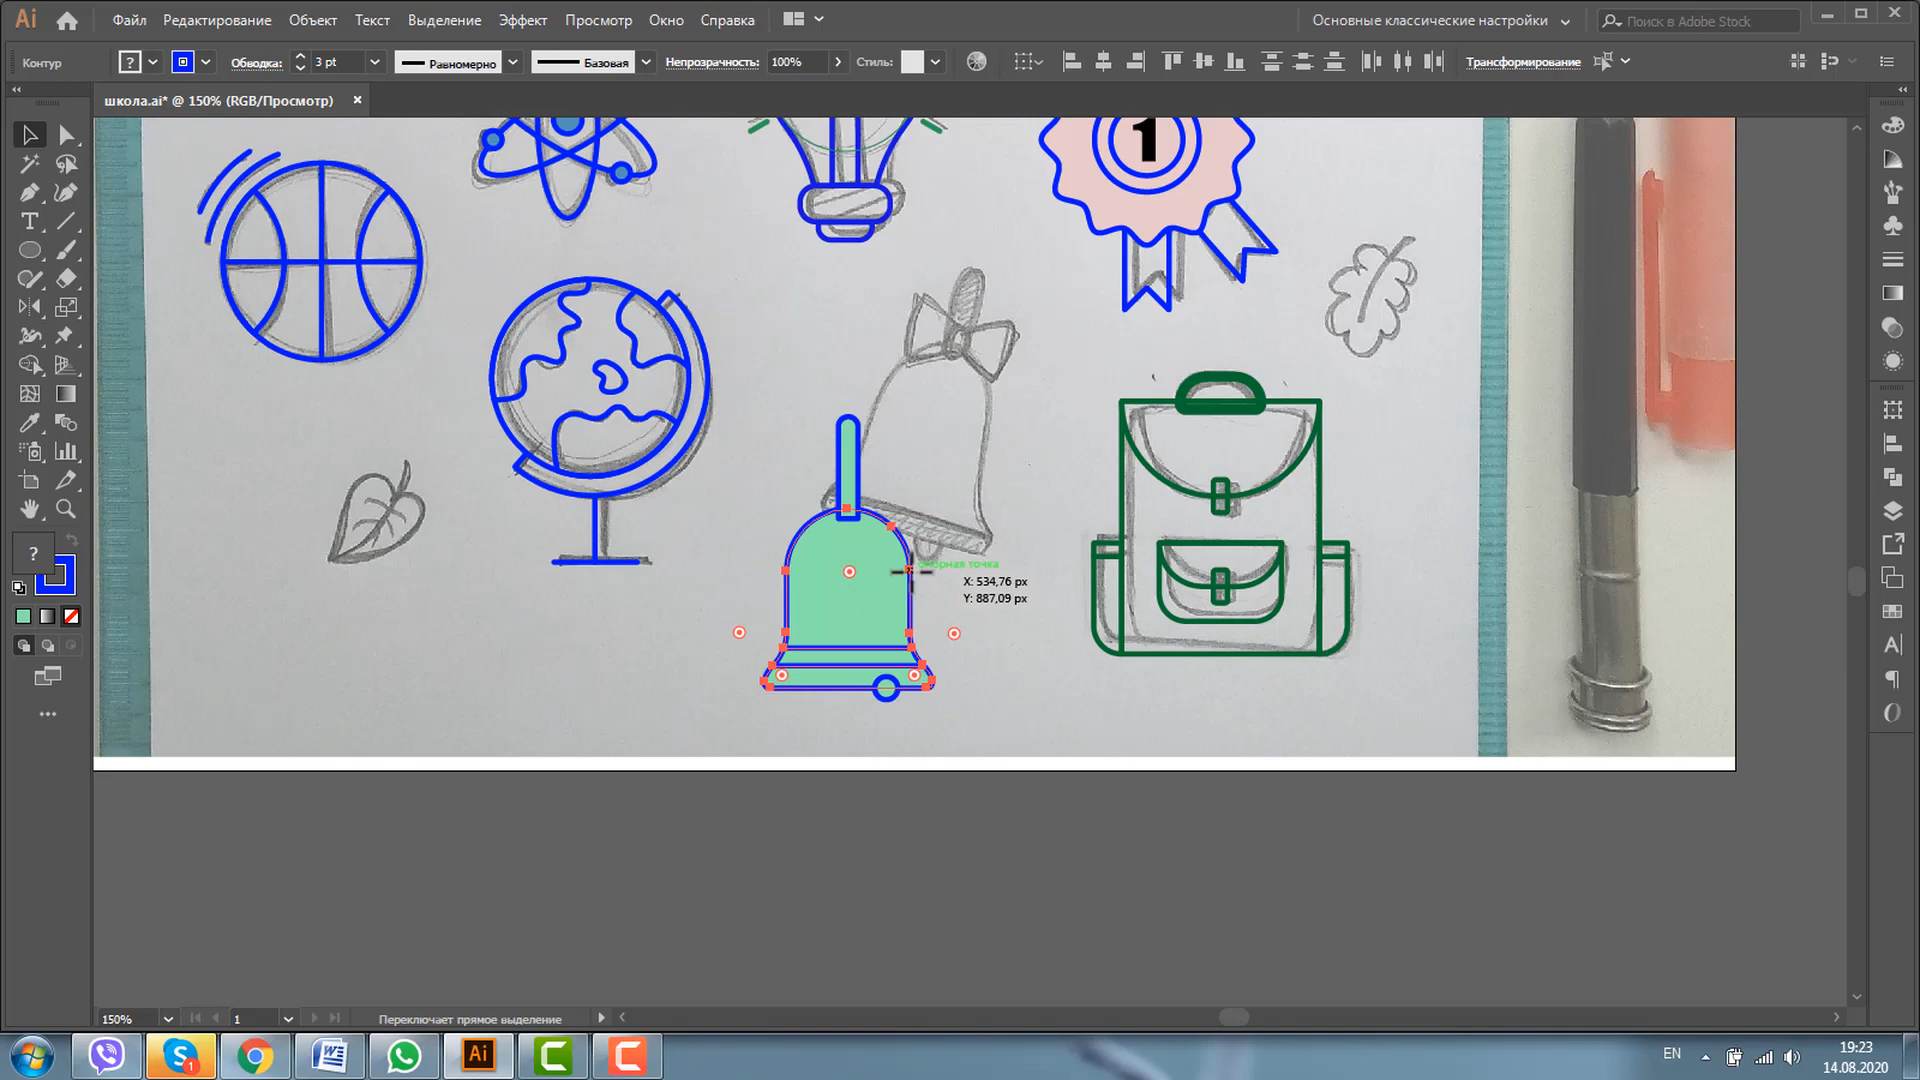 Ai Файл Редактирование Объект Текст Выделение Эффект Просмотр Окно Справка Основные классические настройки Поиск в Adobe Stock
Контур ? Обводка: 3 pt Равномерно Базовая Непрозрачность: 100% Стиль: Трансформирование
школа.ai* @ 150% (RGB/Просмотр)
1
опорная точка
X: 534,76 px
Y: 887,09 px
?
150% 1 Переключает прямое выделение
EN 19:23
14.08.2020